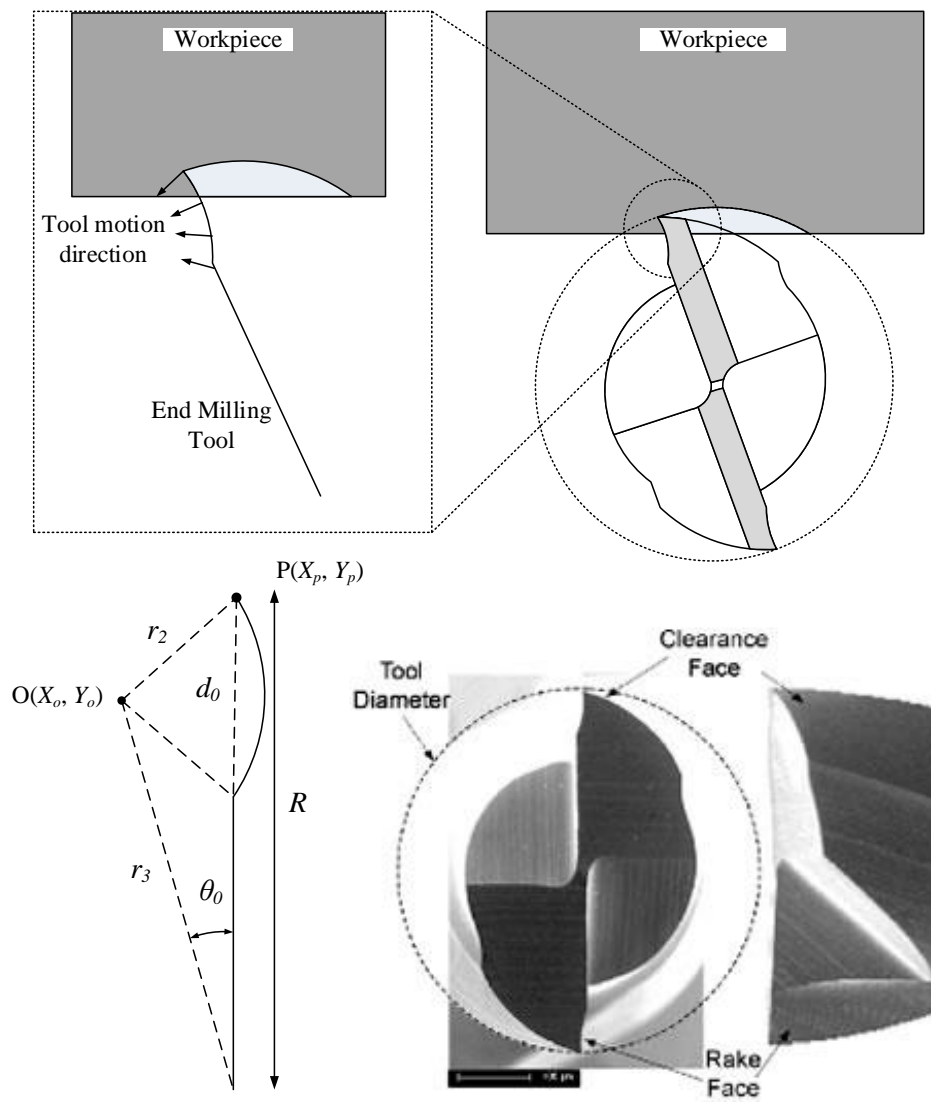 Workpiece
Workpiece
Tool motion
direction
End Milling
Tool
P(Xp, Yp)
r2
O(Xo, Yo)
d0
R
r3
θ0
Clearance
Face
Tool
Diameter
Rake
Face